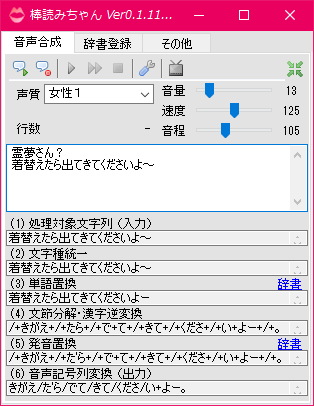 棒読みちゃん Ver0.1.11...
音声合成 辞書登録 その他
声質 女性1
音量 13
速度 125
音程 105
行数 -
霊夢さん？
着替えたら出てきてくださいよ～
(1) 処理対象文字列（入力）
着替えたら出てきてくださいよ～
(2) 文字種統一
着替えたら出てきてくださいよ～
(3) 単語置換 辞書
着替えたら出てきてくださいよー
(4) 文節分解・漢字逆変換
/+きがえ+/+たら+/+で+て+/+きて+/+くださ+/+い+よー+/+。
(5) 発音置換 辞書
/+きがえ+/+た'ら+/+で+て+/+きて+/+くださ+/+い+よー+/+。
(6) 音声記号列変換（出力）
きがえ/た'ら/でて/きて/くださ/い+よー。